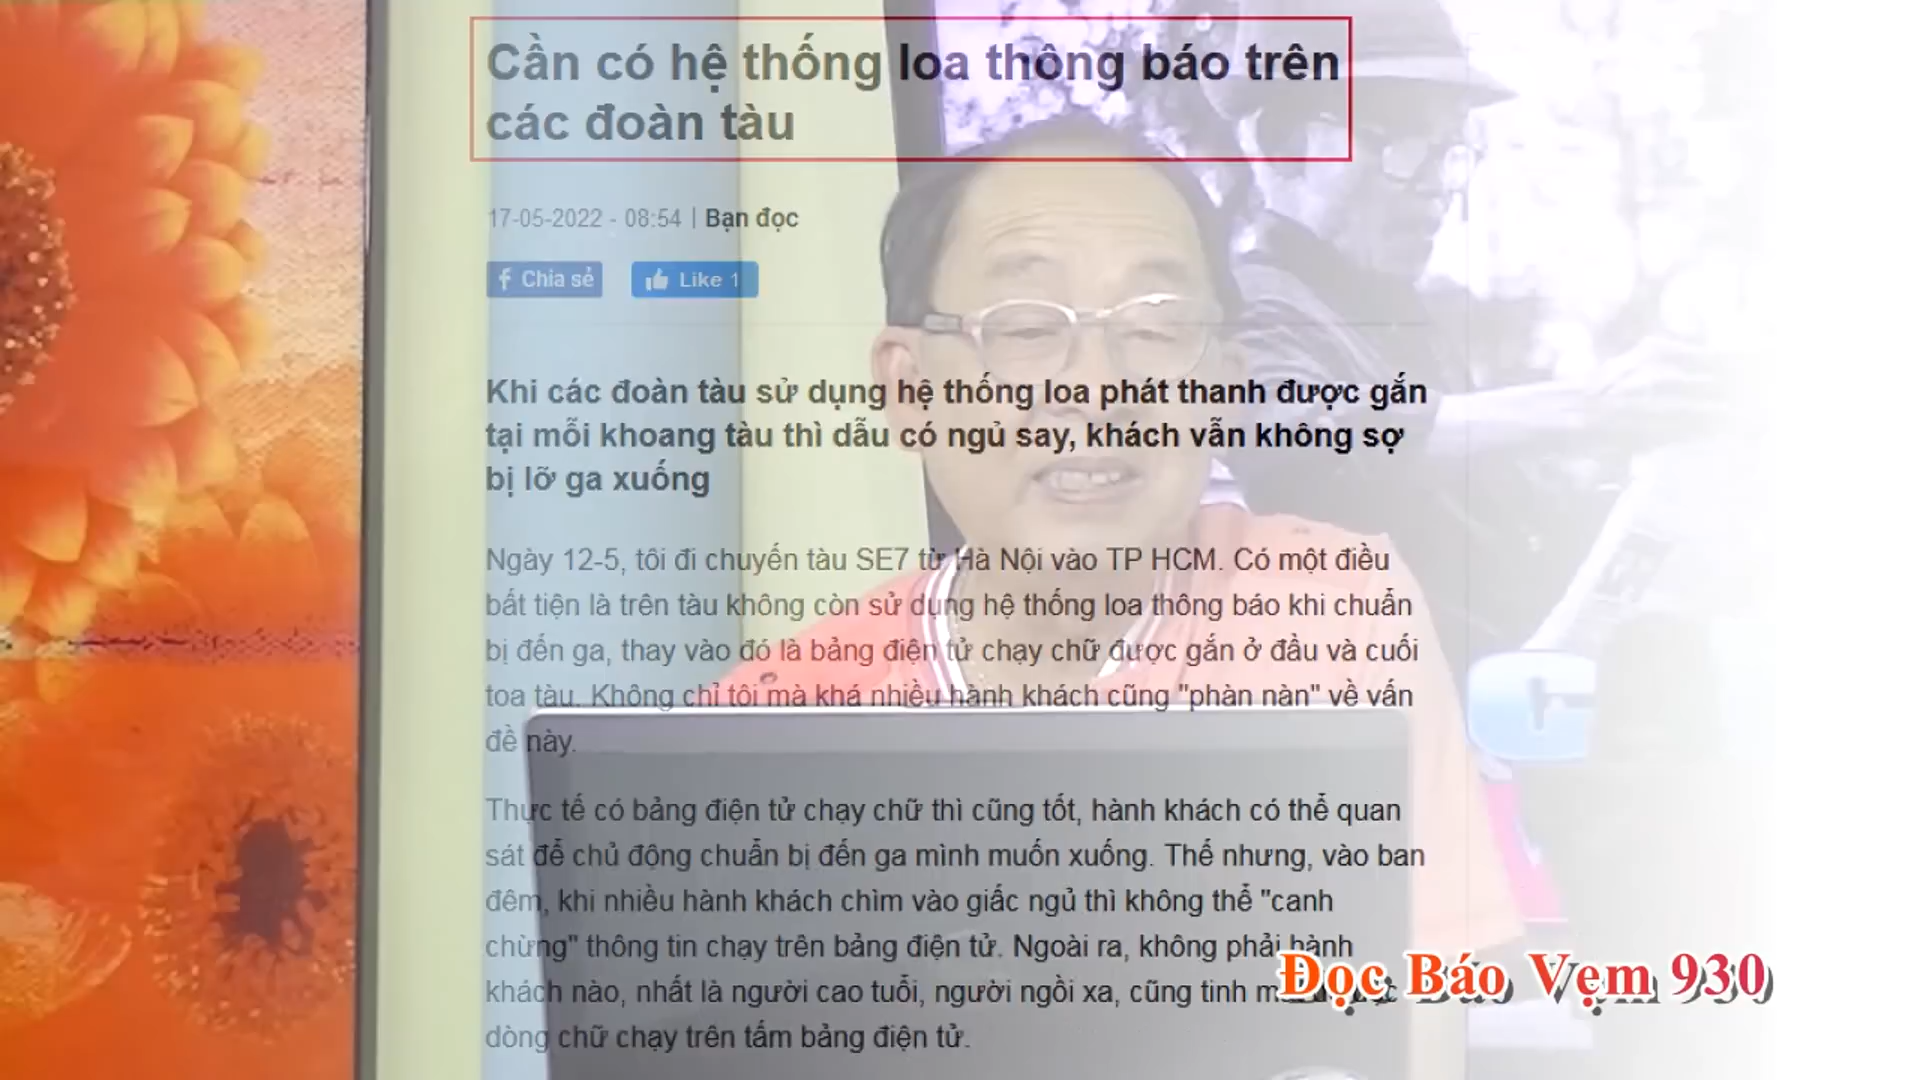 Cần có hệ thống loa thông báo trên
các đoàn tàu
17-05-2022 - 08:54 | Bạn đọc
Chia sẻ
Like 1
Khi các đoàn tàu sử dụng hệ thống loa phát thanh được gắn
tại mỗi khoang tàu thì dẫu có ngủ say, khách vẫn không sợ
bị lỡ ga xuống
Ngày 12-5, tôi đi chuyến tàu SE7 từ Hà Nội vào TP HCM. Có một điều
bất tiện là trên tàu không còn sử dụng hệ thống loa thông báo khi chuẩn
bị đến ga, thay vào đó là bảng điện tử chạy chữ được gắn ở đầu và cuối
toa tàu. Không chỉ tôi mà khá nhiều hành khách cũng "phàn nàn" về vấn
đề này.
Thực tế có bảng điện tử chạy chữ thì cũng tốt, hành khách có thể quan
sát để chủ động chuẩn bị đến ga mình muốn xuống. Thế nhưng, vào ban
đêm, khi nhiều hành khách chìm vào giấc ngủ thì không thể "canh
chừng" thông tin chạy trên bảng điện tử. Ngoài ra, không phải hành
khách nào, nhất là người cao tuổi, người ngồi xa, cũng tinh
dòng chữ chạy trên tấm bảng điện tử.
Đọc Báo Vẹm 930